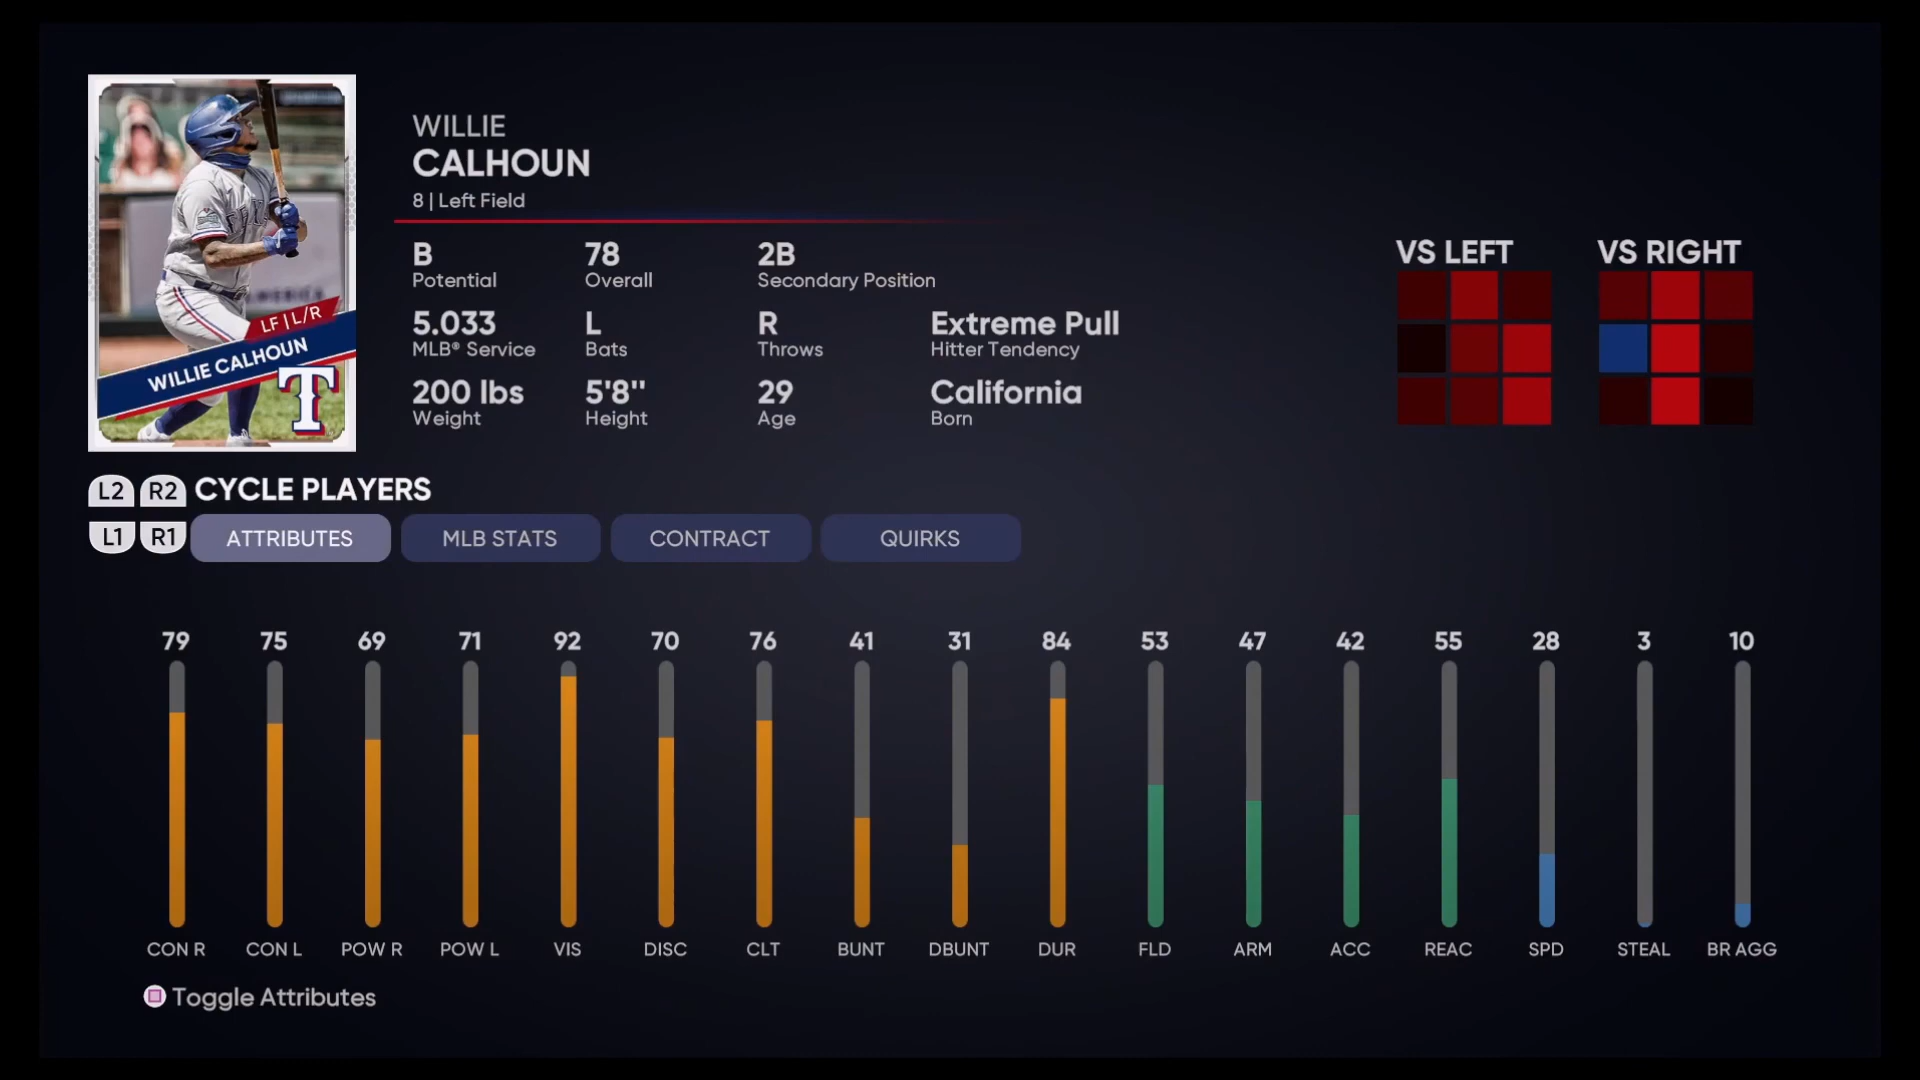 WILLIE
CALHOUN
8 | Left Field
LF | L/R
WILLIE CALHOUN
T
B
Potential
78
Overall
2B
Secondary Position
5.033
MLB® Service
L
Bats
R
Throws
Extreme Pull
Hitter Tendency
200 lbs
Weight
5'8"
Height
29
Age
California
Born
VS LEFT
VS RIGHT
L2 R2 CYCLE PLAYERS
L1 R1 ATTRIBUTES MLB STATS CONTRACT QUIRKS
79 75 69 71 92 70 76 41 31 84 53 47 42 55 28 3 10
CON R CON L POW R POW L VIS DISC CLT BUNT DBUNT DUR FLD ARM ACC REAC SPD STEAL BR AGG
Toggle Attributes